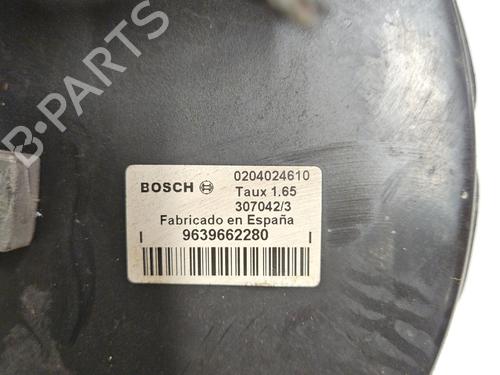 B-PARTS
BOSCH 0204024610
Taux 1.65
307042/3
Fabricado en España
9639662280